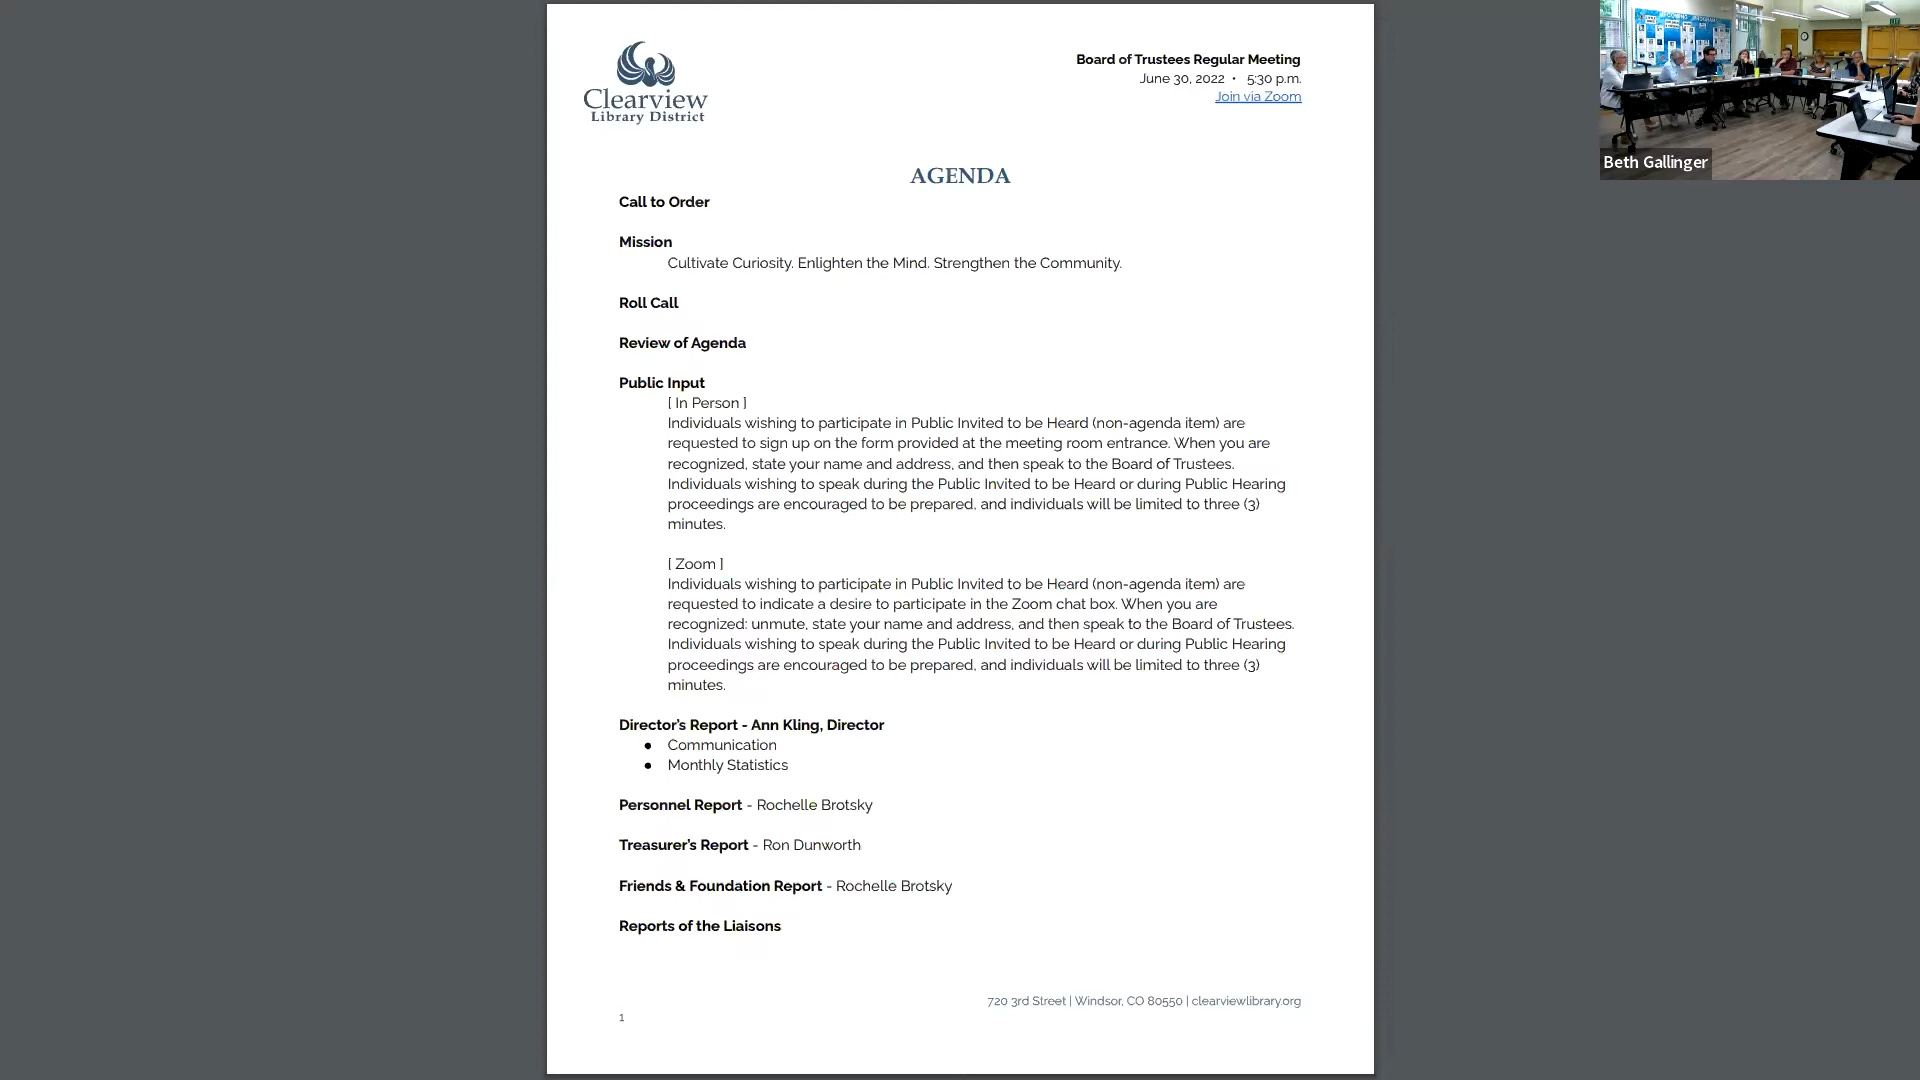 Clearview
Library District
Board of Trustees Regular Meeting
June 30, 2022 • 5:30 p.m.
Join via Zoom
AGENDA
Call to Order
Mission
Cultivate Curiosity. Enlighten the Mind. Strengthen the Community.
Roll Call
Review of Agenda
Public Input
[ In Person ]
Individuals wishing to participate in Public Invited to be Heard (non-agenda item) are
requested to sign up on the form provided at the meeting room entrance. When you are
recognized, state your name and address, and then speak to the Board of Trustees.
Individuals wishing to speak during the Public Invited to be Heard or during Public Hearing
proceedings are encouraged to be prepared, and individuals will be limited to three (3)
minutes.
[ Zoom ]
Individuals wishing to participate in Public Invited to be Heard (non-agenda item) are
requested to indicate a desire to participate in the Zoom chat box. When you are
recognized: unmute, state your name and address, and then speak to the Board of Trustees.
Individuals wishing to speak during the Public Invited to be Heard or during Public Hearing
proceedings are encouraged to be prepared, and individuals will be limited to three (3)
minutes.
Director's Report - Ann Kling, Director
● Communication
● Monthly Statistics
Personnel Report - Rochelle Brotsky
Treasurer's Report - Ron Dunworth
Friends & Foundation Report - Rochelle Brotsky
Reports of the Liaisons
720 3rd Street | Windsor, CO 80550 | clearviewlibrary.org
1
Beth Gallinger